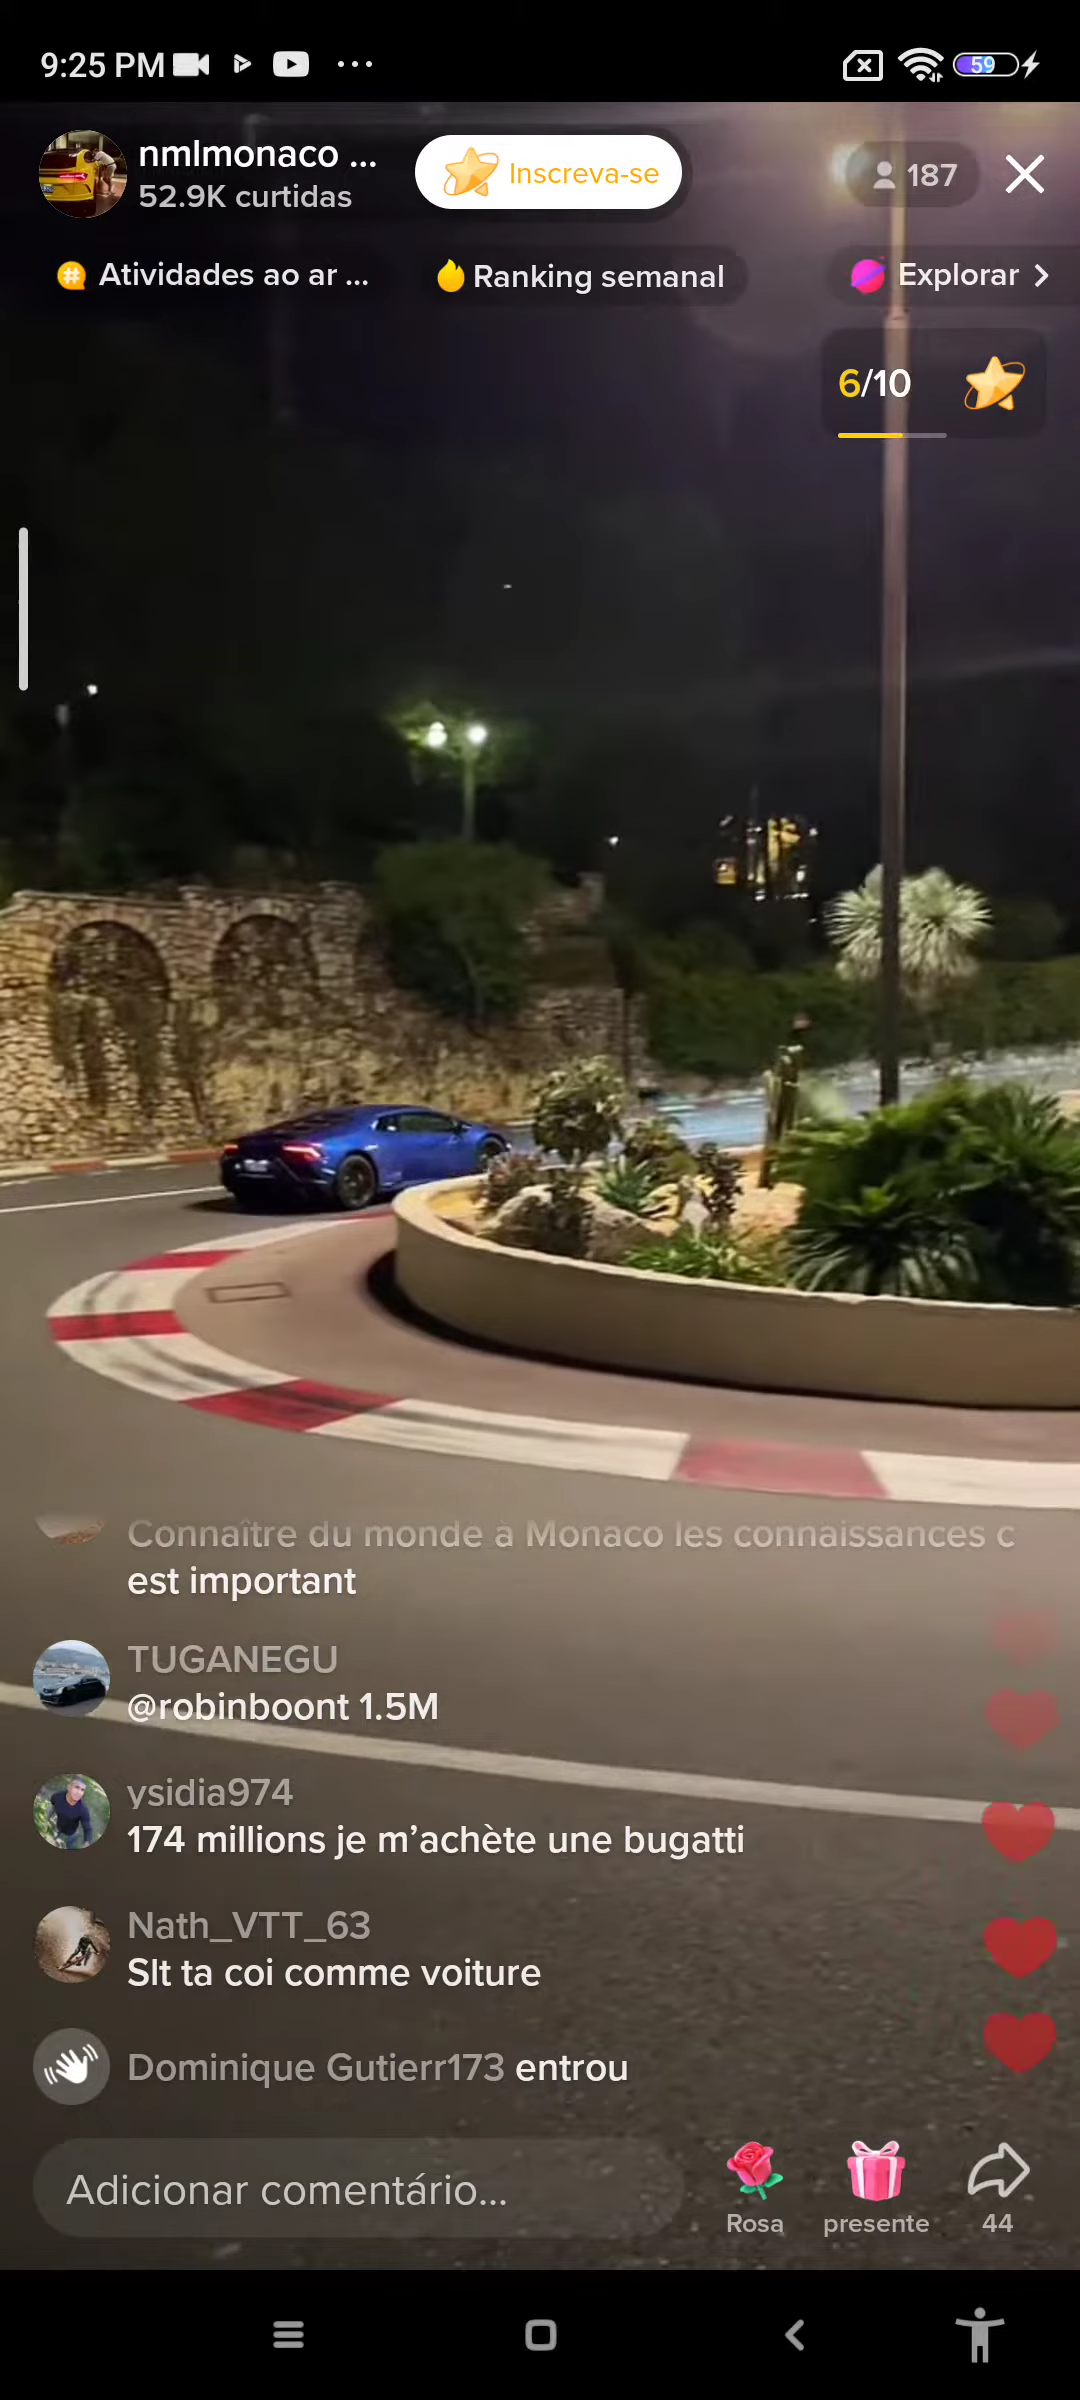 9:25 PM
59
nmlmonaco ...
52.9K curtidas
Inscreva-se
187
Atividades ao ar ...
Ranking semanal
Explorar
6/10
Connaître du monde à Monaco les connaissances c
est important
TUGANEGU
@robinboont 1.5M
ysidia974
174 millions je m’achète une bugatti
Nath_VTT_63
Slt ta coi comme voiture
Dominique Gutierr173 entrou
Adicionar comentário...
Rosa
presente
44